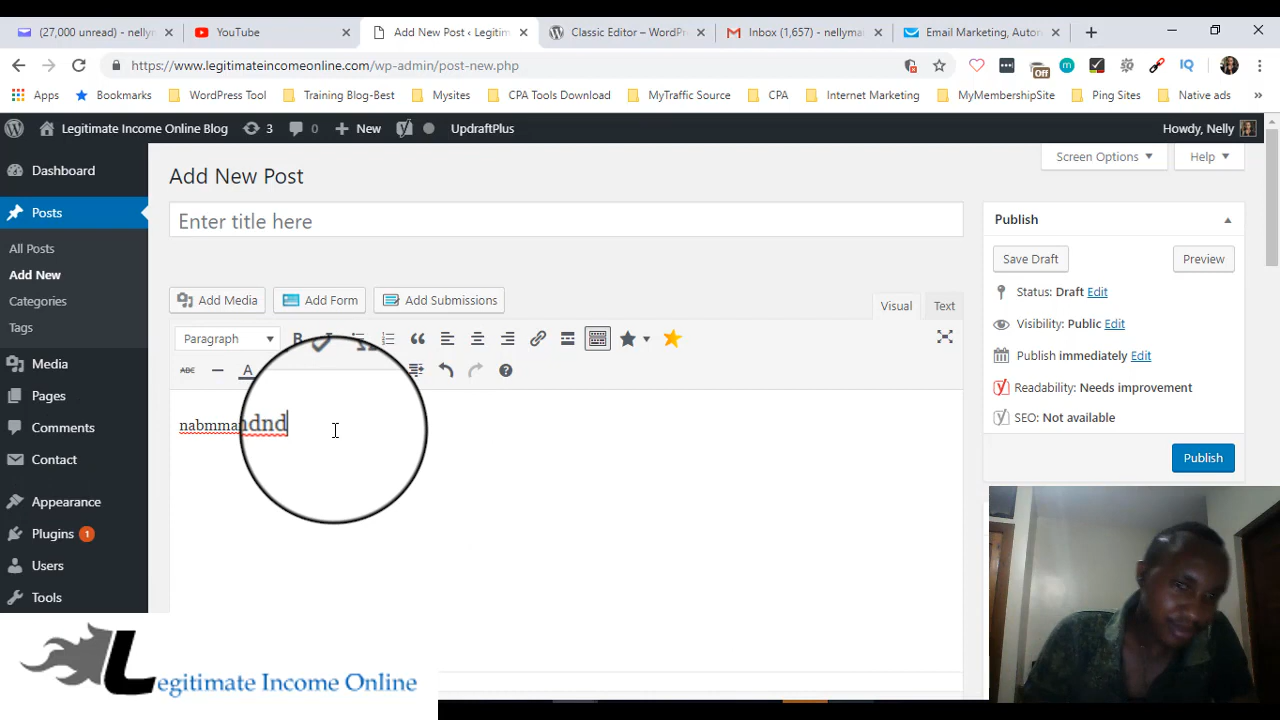 (27,000 unread) - nellyn
YouTube
Add New Post ‹ Legitim
Classic Editor – WordPr
Inbox (1,657) - nellymat
Email Marketing, Auton
https://www.legitimateincomeonline.com/wp-admin/post-new.php
Off
IQ
Apps
Bookmarks
WordPress Tool
Training Blog-Best
Mysites
CPA Tools Download
MyTraffic Source
CPA
Internet Marketing
MyMembershipSite
Ping Sites
Native ads
»
Legitimate Income Online Blog
3
0
New
UpdraftPlus
Howdy, Nelly
Dashboard
Posts
All Posts
Add New
Categories
Tags
Media
Pages
Comments
Contact
Appearance
Plugins 1
Users
Tools
Screen Options
Help
Add New Post
Enter title here
Add Media
Add Form
Add Submissions
Visual
Text
Paragraph
B
ABC
A
nabmmandnd
Publish
Save Draft
Preview
Status: Draft Edit
Visibility: Public Edit
Publish immediately Edit
Readability: Needs improvement
SEO: Not available
Publish
Legitimate Income Online